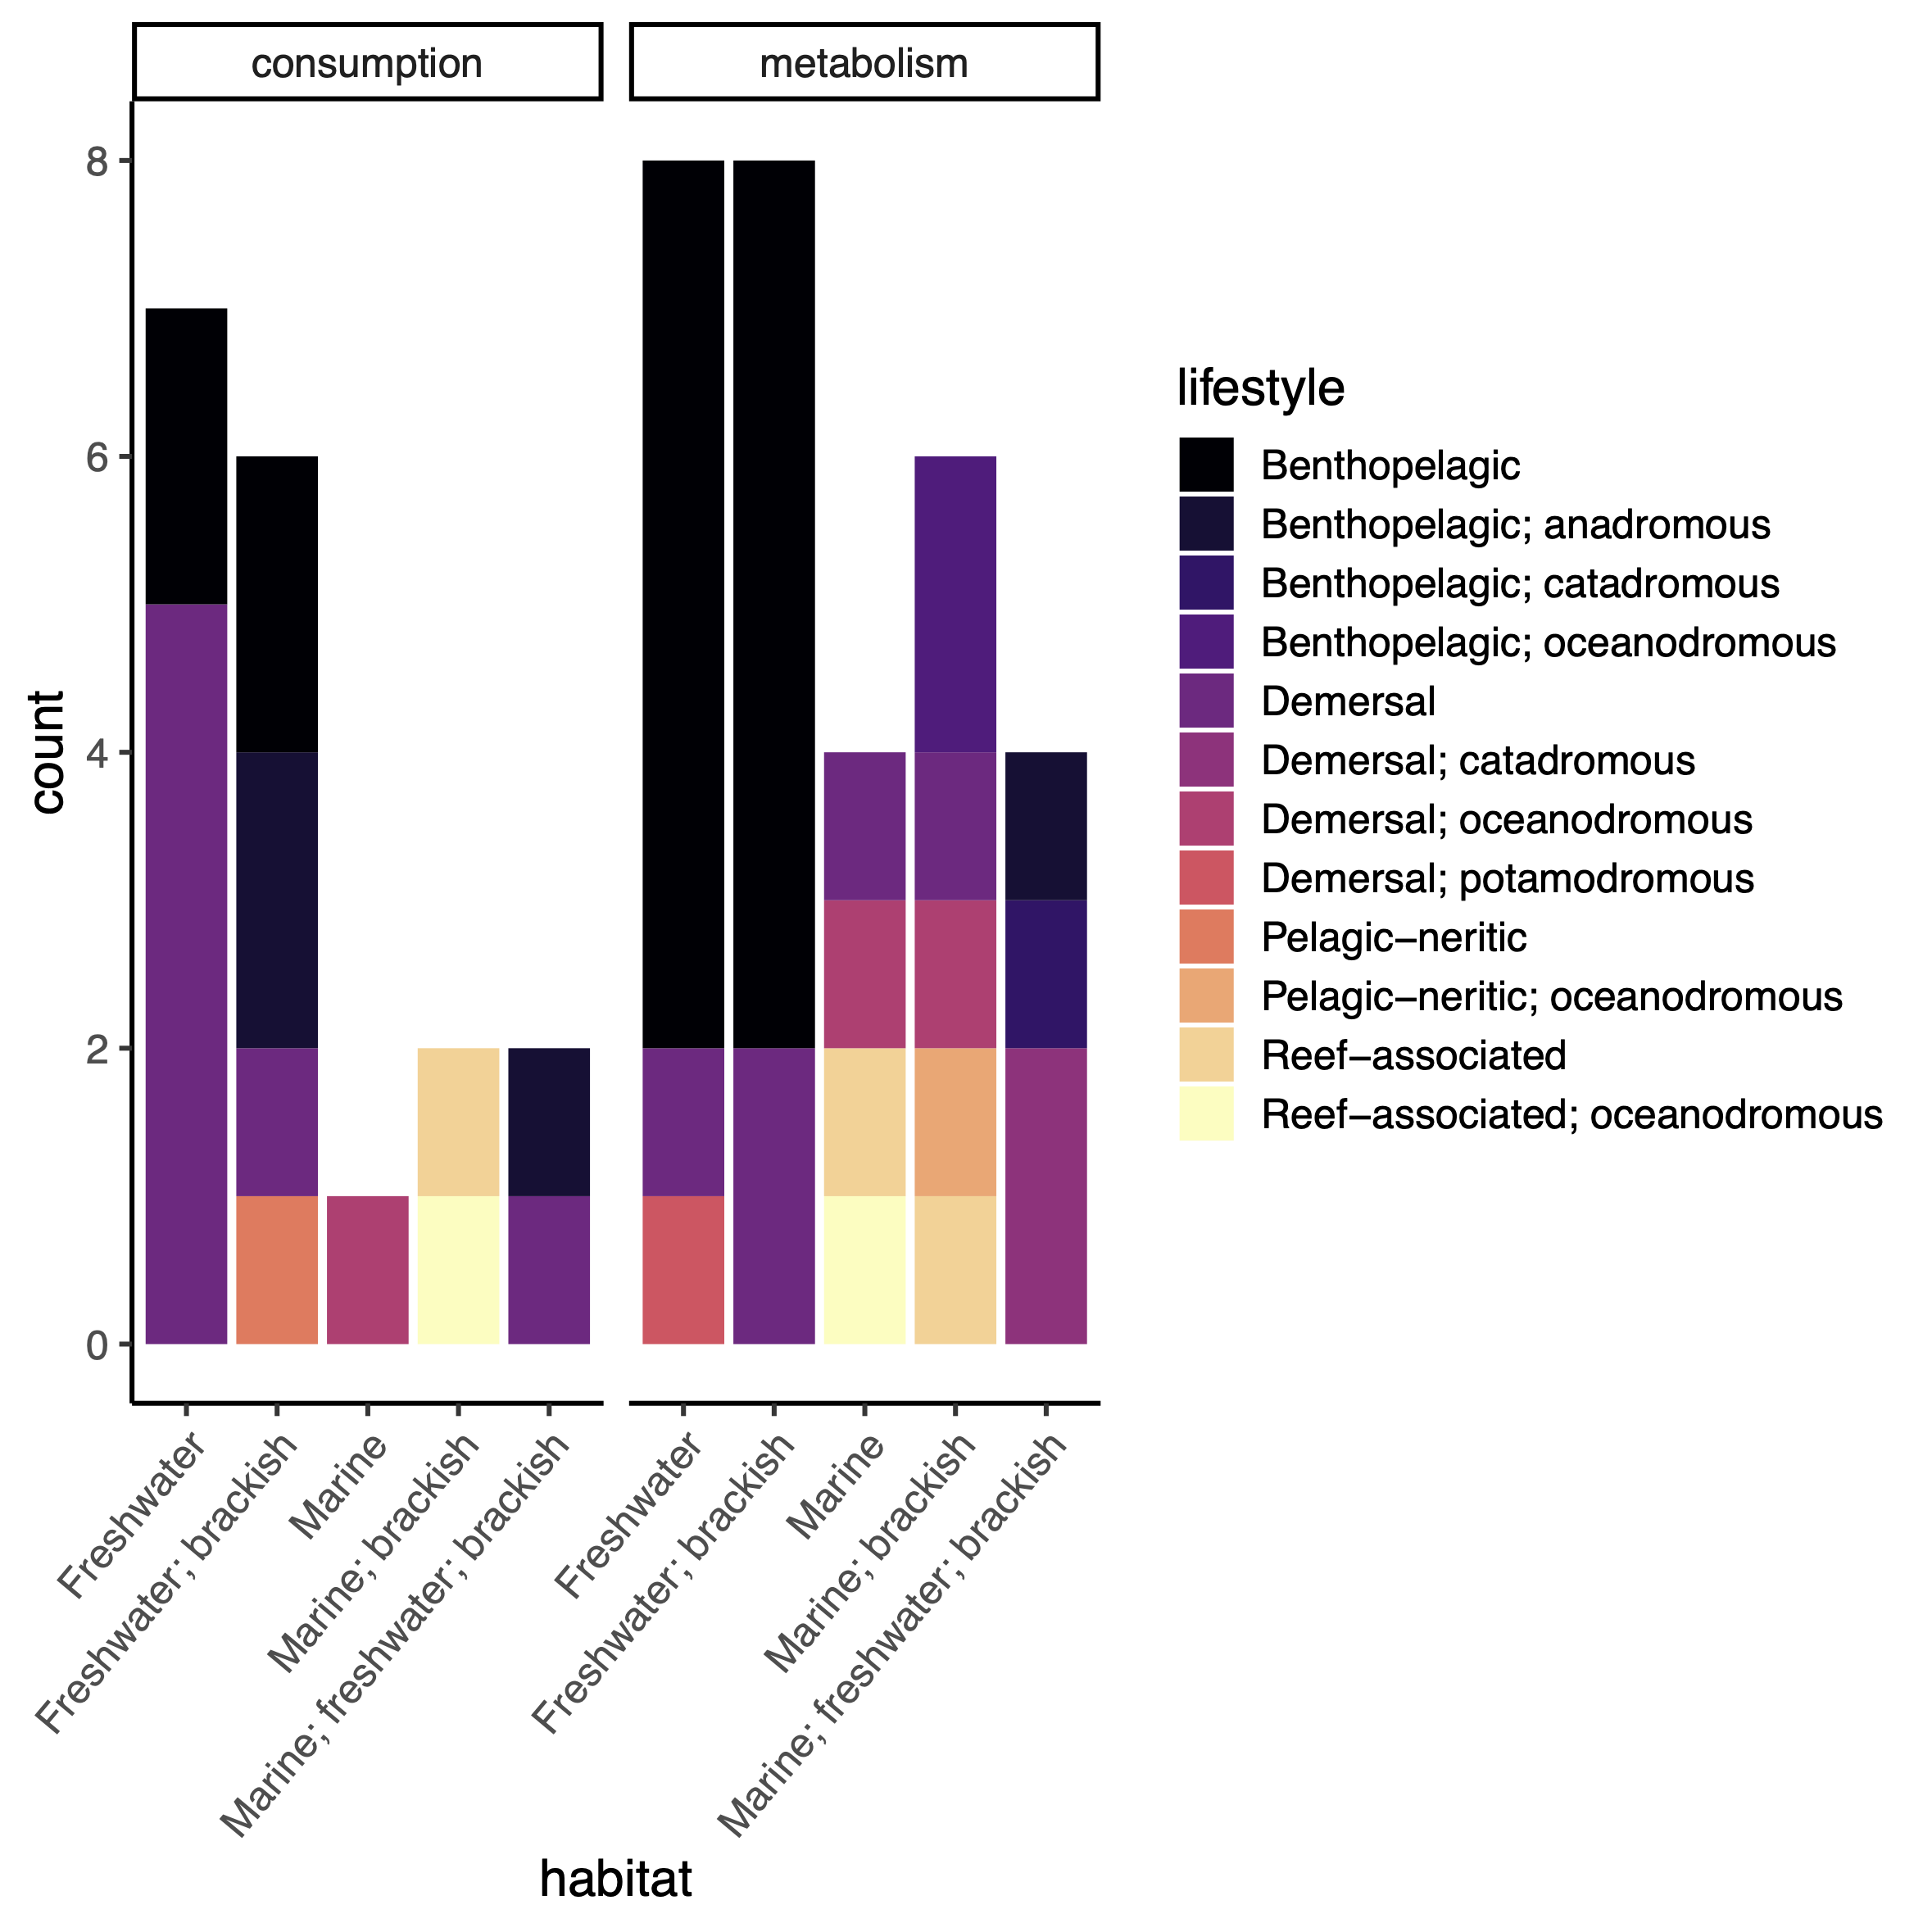 consumption
metabolism
8
6
4
2
0
count
Freshwater
Freshwater; brackish
Marine
Marine; brackish
Marine; freshwater; brackish
Freshwater
Freshwater; brackish
Marine
Marine; brackish
Marine; freshwater; brackish
habitat
lifestyle
Benthopelagic
Benthopelagic; anadromous
Benthopelagic; catadromous
Benthopelagic; oceanodromous
Demersal
Demersal; catadromous
Demersal; oceanodromous
Demersal; potamodromous
Pelagic−neritic
Pelagic−neritic; oceanodromous
Reef−associated
Reef−associated; oceanodromous